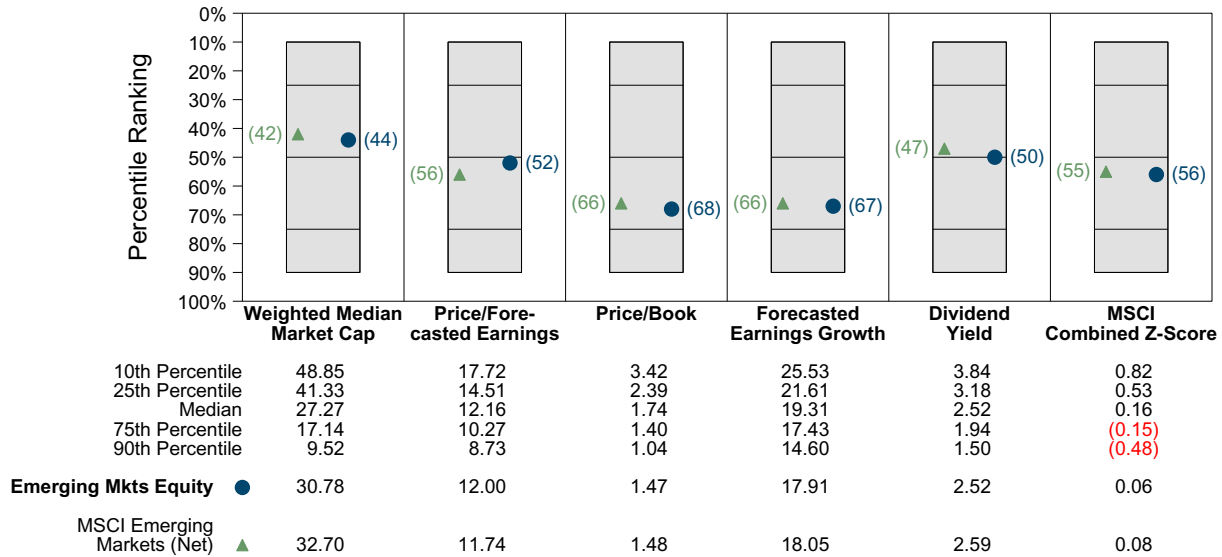 Percentile Ranking
0%
10%
20%
30%
40%
50%
60%
70%
80%
90%
100%
(42) (44)
(56) (52)
(66) (68)
(66) (67)
(47) (50)
(55) (56)
Weighted Median Price/Fore- Price/Book Forecasted Dividend MSCI
Market Cap casted Earnings Earnings Growth Yield Combined Z-Score
10th Percentile 48.85 17.72 3.42 25.53 3.84 0.82
25th Percentile 41.33 14.51 2.39 21.61 3.18 0.53
Median 27.27 12.16 1.74 19.31 2.52 0.16
75th Percentile 17.14 10.27 1.40 17.43 1.94 (0.15)
90th Percentile 9.52 8.73 1.04 14.60 1.50 (0.48)
Emerging Mkts Equity 30.78 12.00 1.47 17.91 2.52 0.06
MSCI Emerging
Markets (Net) 32.70 11.74 1.48 18.05 2.59 0.08